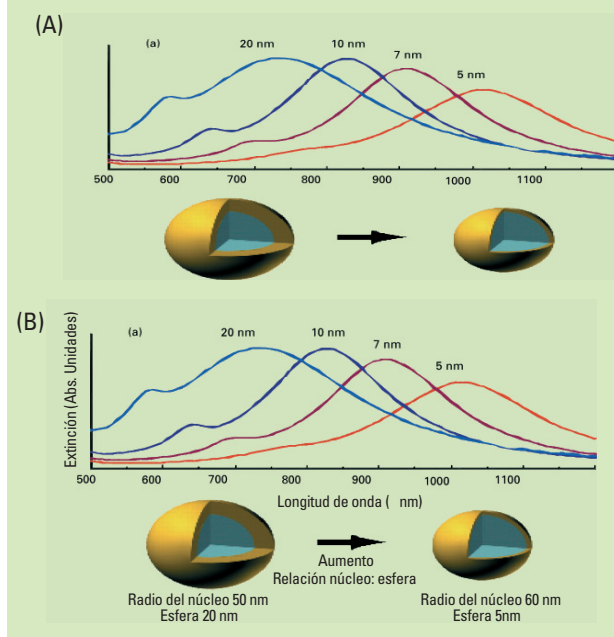 (A)
(a) 20 nm 10 nm 7 nm 5 nm
500 600 700 800 900 1000 1100
(B)
(a) 20 nm 10 nm 7 nm 5 nm
Extinción (Abs. Unidades)
500 600 700 800 900 1000 1100
Longitud de onda ( nm)
Aumento
Relación núcleo: esfera
Radio del núcleo 50 nm
Esfera 20 nm
Radio del núcleo 60 nm
Esfera 5nm